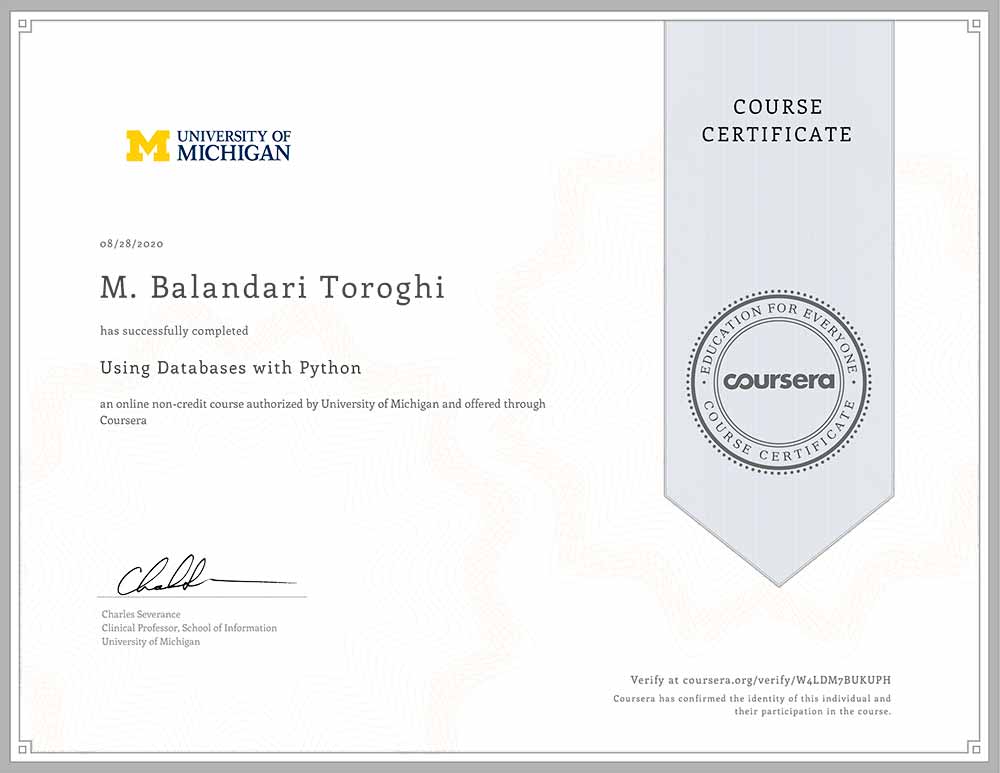 UNIVERSITY OF
MICHIGAN
COURSE
CERTIFICATE
08/28/2020
M. Balandari Toroghi
has successfully completed
Using Databases with Python
an online non-credit course authorized by University of Michigan and offered through
Coursera
EDUCATION FOR EVERYONE
coursera
COURSE CERTIFICATE
Charles Severance
Clinical Professor, School of Information
University of Michigan
Verify at coursera.org/verify/W4LDM7BUKUPH
Coursera has confirmed the identity of this individual and
their participation in the course.